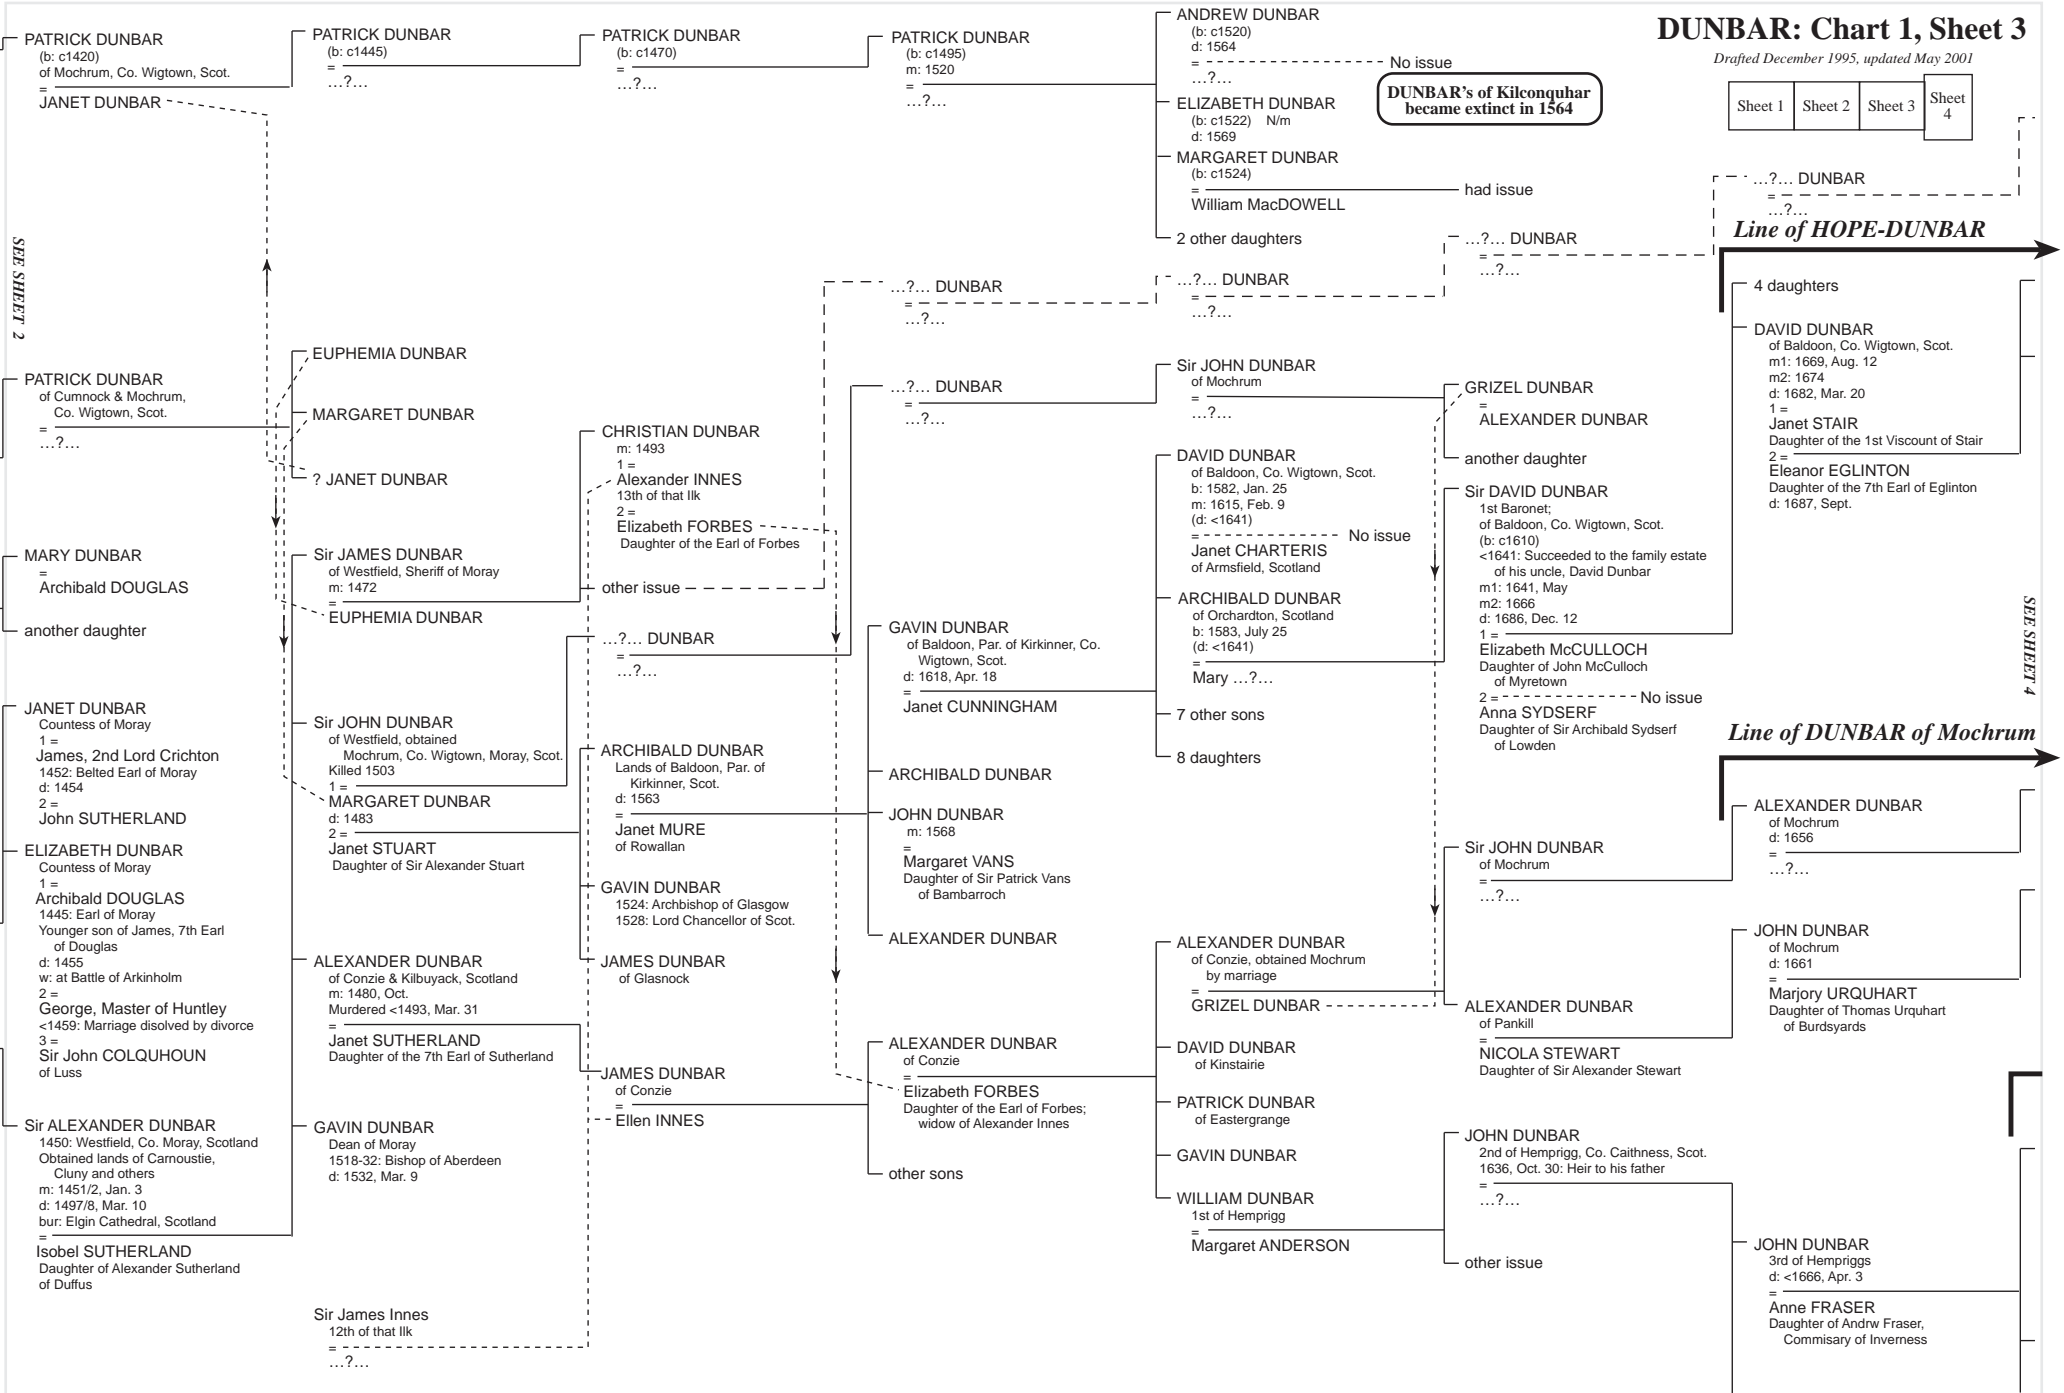 DUNBAR: Chart 1, Sheet 3
Drafted December 1995, updated May 2001
Sheet 1
Sheet 2
Sheet 3
Sheet
4
SEE SHEET 2
PATRICK DUNBAR
(b: c1420)
of Mochrum, Co. Wigtown, Scot.
=
JANET DUNBAR
PATRICK DUNBAR
of Cumnock & Mochrum,
Co. Wigtown, Scot.
=
...?...
MARY DUNBAR
=
Archibald DOUGLAS
another daughter
JANET DUNBAR
Countess of Moray
1 =
James, 2nd Lord Crichton
1452: Belted Earl of Moray
d: 1454
2 =
John SUTHERLAND
ELIZABETH DUNBAR
Countess of Moray
1 =
Archibald DOUGLAS
1445: Earl of Moray
Younger son of James, 7th Earl
of Douglas
d: 1455
w: at Battle of Arkinholm
2 =
George, Master of Huntley
<1459: Marriage disolved by divorce
3 =
Sir John COLQUHOUN
of Luss
Sir ALEXANDER DUNBAR
1450: Westfield, Co. Moray, Scotland
Obtained lands of Carnoustie,
Cluny and others
m: 1451/2, Jan. 3
d: 1497/8, Mar. 10
bur: Elgin Cathedral, Scotland
=
Isobel SUTHERLAND
Daughter of Alexander Sutherland
of Duffus
PATRICK DUNBAR
(b: c1445)
=
...?...
EUPHEMIA DUNBAR
MARGARET DUNBAR
? JANET DUNBAR
Sir JAMES DUNBAR
of Westfield, Sheriff of Moray
m: 1472
=
EUPHEMIA DUNBAR
Sir JOHN DUNBAR
of Westfield, obtained
Mochrum, Co. Wigtown, Moray, Scot.
Killed 1503
1 =
MARGARET DUNBAR
d: 1483
2 =
Janet STUART
Daughter of Sir Alexander Stuart
ALEXANDER DUNBAR
of Conzie & Kilbuyack, Scotland
m: 1480, Oct.
Murdered <1493, Mar. 31
=
Janet SUTHERLAND
Daughter of the 7th Earl of Sutherland
GAVIN DUNBAR
Dean of Moray
1518-32: Bishop of Aberdeen
d: 1532, Mar. 9
Sir James Innes
12th of that Ilk
=
...?...
PATRICK DUNBAR
(b: c1470)
=
...?...
CHRISTIAN DUNBAR
m: 1493
1 =
Alexander INNES
13th of that Ilk
2 =
Elizabeth FORBES
Daughter of the Earl of Forbes
other issue
...?... DUNBAR
=
...?...
ARCHIBALD DUNBAR
Lands of Baldoon, Par. of
Kirkinner, Scot.
d: 1563
=
Janet MURE
of Rowallan
GAVIN DUNBAR
1524: Archbishop of Glasgow
1528: Lord Chancellor of Scot.
JAMES DUNBAR
of Glasnock
JAMES DUNBAR
of Conzie
=
Ellen INNES
PATRICK DUNBAR
(b: c1495)
m: 1520
=
...?...
...?... DUNBAR
=
...?...
...?... DUNBAR
=
...?...
GAVIN DUNBAR
of Baldoon, Par. of Kirkinner, Co.
Wigtown, Scot.
d: 1618, Apr. 18
=
Janet CUNNINGHAM
ARCHIBALD DUNBAR
JOHN DUNBAR
m: 1568
=
Margaret VANS
Daughter of Sir Patrick Vans
of Bambarroch
ALEXANDER DUNBAR
ALEXANDER DUNBAR
of Conzie
=
Elizabeth FORBES
Daughter of the Earl of Forbes;
widow of Alexander Innes
other sons
ANDREW DUNBAR
(b: c1520)
d: 1564
= No issue
...?...
DUNBAR's of Kilconquhar
became extinct in 1564
ELIZABETH DUNBAR
(b: c1522) N/m
d: 1569
MARGARET DUNBAR
(b: c1524)
= had issue
William MacDOWELL
2 other daughters
...?... DUNBAR
=
...?...
Sir JOHN DUNBAR
of Mochrum
=
...?...
DAVID DUNBAR
of Baldoon, Co. Wigtown, Scot.
b: 1582, Jan. 25
m: 1615, Feb. 9
(d: <1641)
= No issue
Janet CHARTERIS
of Armsfield, Scotland
ARCHIBALD DUNBAR
of Orchardton, Scotland
b: 1583, July 25
(d: <1641)
=
Mary ...?...
7 other sons
8 daughters
ALEXANDER DUNBAR
of Conzie, obtained Mochrum
by marriage
=
GRIZEL DUNBAR
DAVID DUNBAR
of Kinstairie
PATRICK DUNBAR
of Eastergrange
GAVIN DUNBAR
WILLIAM DUNBAR
1st of Hemprigg
=
Margaret ANDERSON
...?... DUNBAR
=
...?...
GRIZEL DUNBAR
=
ALEXANDER DUNBAR
another daughter
Sir DAVID DUNBAR
1st Baronet;
of Baldoon, Co. Wigtown, Scot.
(b: c1610)
<1641: Succeeded to the family estate
of his uncle, David Dunbar
m1: 1641, May
m2: 1666
d: 1686, Dec. 12
1 =
Elizabeth McCULLOCH
Daughter of John McCulloch
of Myretown
2 = No issue
Anna SYDSERF
Daughter of Sir Archibald Sydserf
of Lowden
Sir JOHN DUNBAR
of Mochrum
=
...?...
ALEXANDER DUNBAR
of Pankill
=
NICOLA STEWART
Daughter of Sir Alexander Stewart
JOHN DUNBAR
2nd of Hemprigg, Co. Caithness, Scot.
1636, Oct. 30: Heir to his father
=
...?...
other issue
...?... DUNBAR
=
...?...
Line of HOPE-DUNBAR
4 daughters
DAVID DUNBAR
of Baldoon, Co. Wigtown, Scot.
m1: 1669, Aug. 12
m2: 1674
d: 1682, Mar. 20
1 =
Janet STAIR
Daughter of the 1st Viscount of Stair
2 =
Eleanor EGLINTON
Daughter of the 7th Earl of Eglinton
d: 1687, Sept.
Line of DUNBAR of Mochrum
ALEXANDER DUNBAR
of Mochrum
d: 1656
=
...?...
JOHN DUNBAR
of Mochrum
d: 1661
=
Marjory URQUHART
Daughter of Thomas Urquhart
of Burdsyards
JOHN DUNBAR
3rd of Hempriggs
d: <1666, Apr. 3
=
Anne FRASER
Daughter of Andrw Fraser,
Commisary of Inverness
SEE SHEET 4